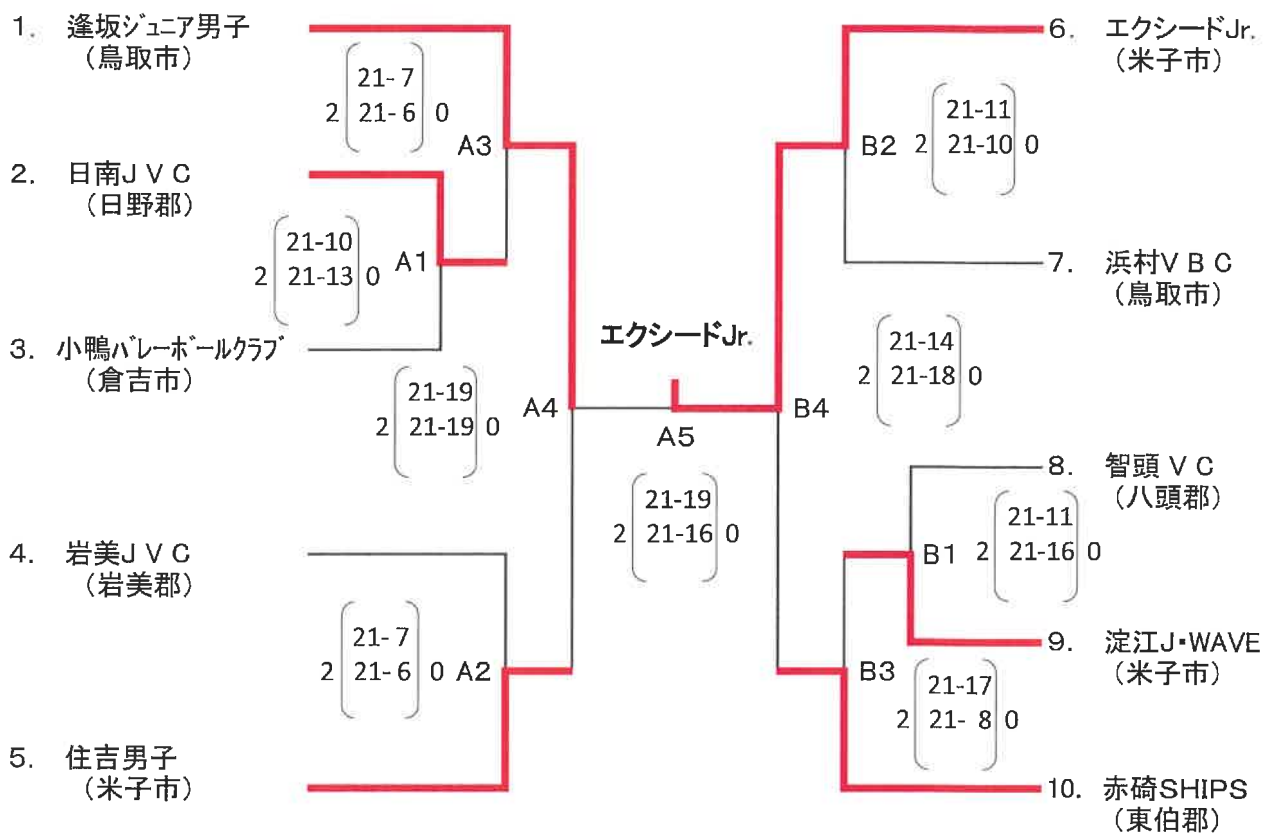 1. 逢坂ジュニア男子
（鳥取市）
21- 7
2 21- 6 0
A3
2. 日南ＪＶＣ
（日野郡）
21-10
2 21-13 0
A1
3. 小鴨バレーボールクラブ
（倉吉市）
21-19
2 21-19 0
A4
4. 岩美ＪＶＣ
（岩美郡）
21- 7
2 21- 6 0
A2
5. 住吉男子
（米子市）
エクシードJr.
A5
21-19
2 21-16 0
6. エクシードJr.
（米子市）
B2
21-11
2 21-10 0
7. 浜村ＶＢＣ
（鳥取市）
21-14
2 21-18 0
B4
8. 智頭ＶＣ
（八頭郡）
21-11
B1 2 21-16 0
9. 淀江J･WAVE
（米子市）
B3
21-17
2 21- 8 0
10. 赤碕SHIPS
（東伯郡）